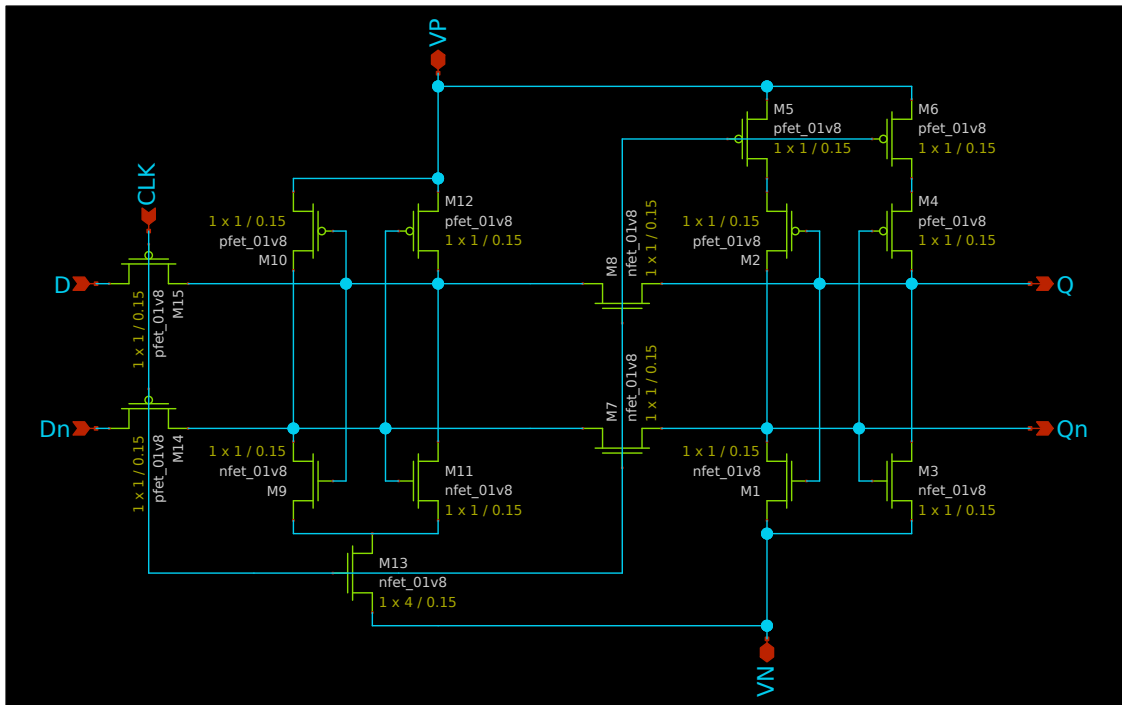 VP
M5
pfet_01v8
1 x 1 / 0.15
M6
pfet_01v8
1 x 1 / 0.15
CLK
1 x 1 / 0.15
pfet_01v8
M10
M12
pfet_01v8
1 x 1 / 0.15
M8
nfet_01v8
1 x 1 / 0.15
1 x 1 / 0.15
pfet_01v8
M2
M4
pfet_01v8
1 x 1 / 0.15
D
1 x 1 / 0.15
pfet_01v8
M15
Q
Dn
1 x 1 / 0.15
pfet_01v8
M14
M7
nfet_01v8
1 x 1 / 0.15
Qn
1 x 1 / 0.15
nfet_01v8
M9
M11
nfet_01v8
1 x 1 / 0.15
1 x 1 / 0.15
nfet_01v8
M1
M3
nfet_01v8
1 x 1 / 0.15
M13
nfet_01v8
1 x 4 / 0.15
VN